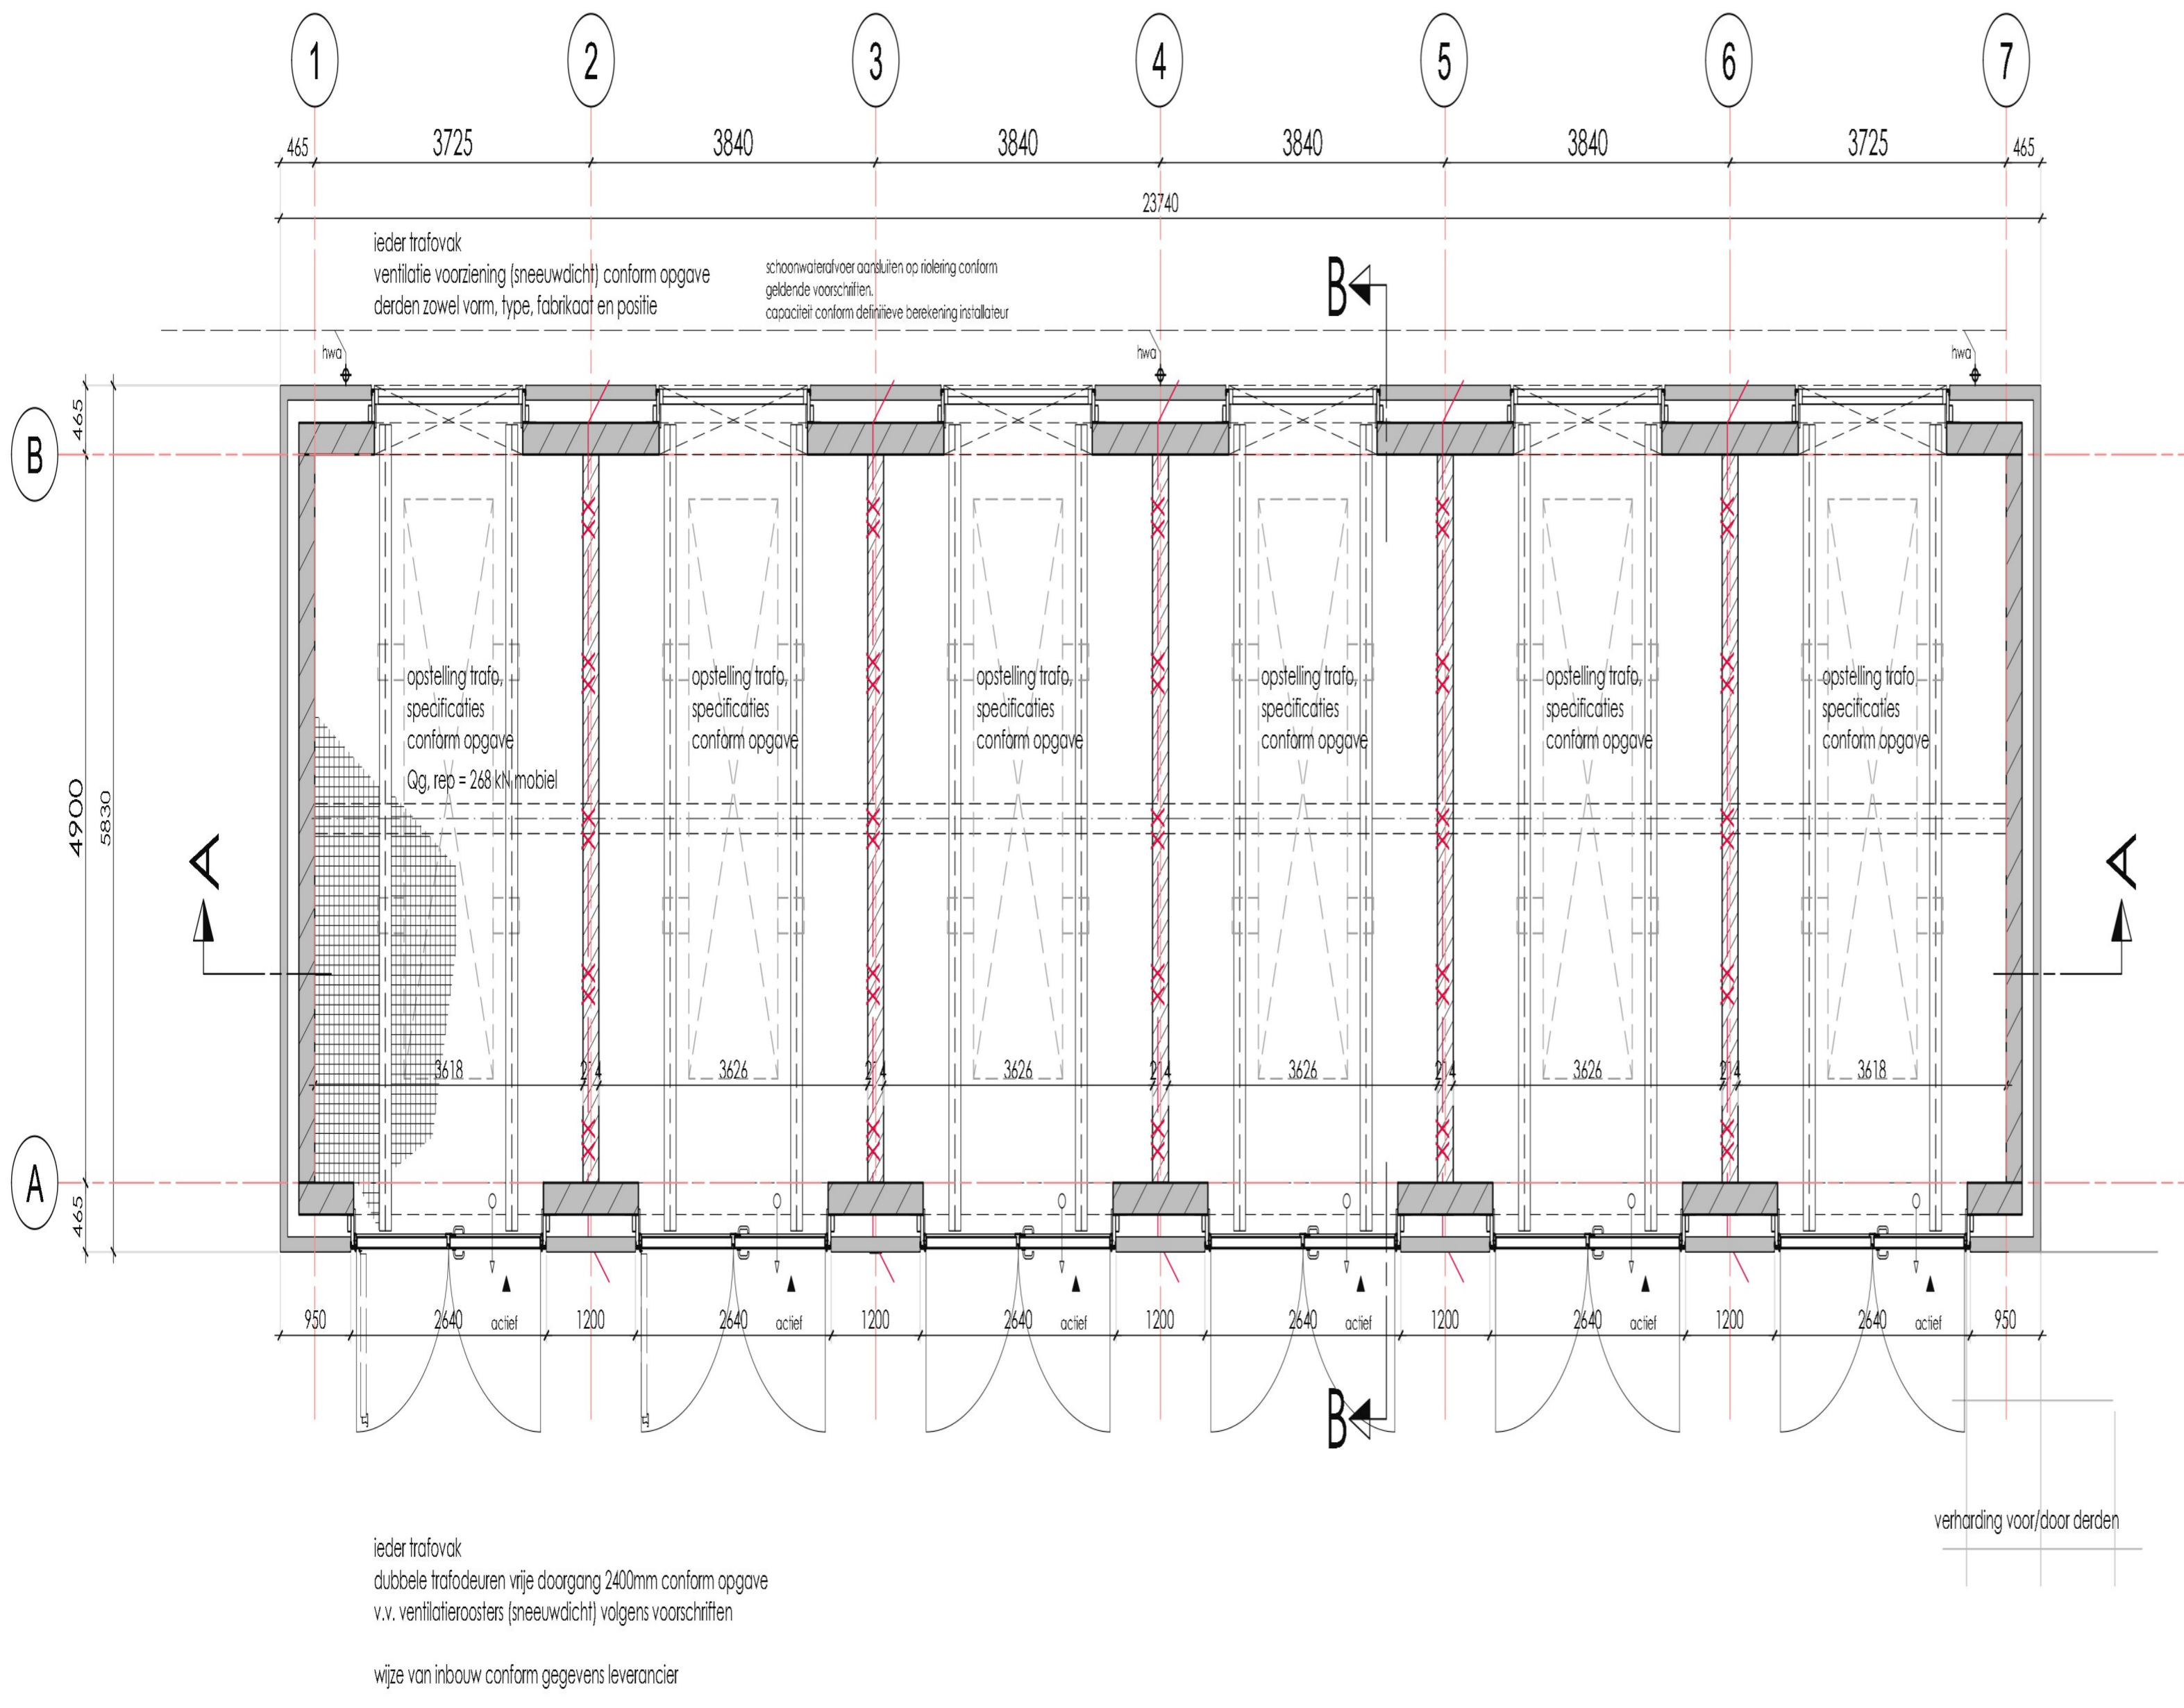 1 2 3 4 5 6 7
465 3725 3840 3840 3840 3840 3725 465
23740
ieder trafovak
ventilatie voorziening (sneeuwdicht) conform opgave
derden zowel vorm, type, fabrikaat en positie
schoonwaterafvoer aansluiten op riolering conform
geldende voorschriften.
capaciteit conform definitieve berekening installateur
B
hwa hwa hwa
465
B
opstelling trafo,
specificaties
conform opgave
Qg, rep = 268 kN mobiel
opstelling trafo,
specificaties
conform opgave
opstelling trafo,
specificaties
conform opgave
opstelling trafo,
specificaties
conform opgave
opstelling trafo,
specificaties
conform opgave
opstelling trafo,
specificaties
conform opgave
4900
5830
A A
3618 214 3626 214 3626 214 3626 214 3626 214 3618
A
465
950 2640 actief 1200 2640 actief 1200 2640 actief 1200 2640 actief 1200 2640 actief 1200 2640 actief 950
B
verharding voor/door derden
ieder trafovak
dubbele trafodeuren vrije doorgang 2400mm conform opgave
v.v. ventilatieroosters (sneeuwdicht) volgens voorschriften
wijze van inbouw conform gegevens leverancier